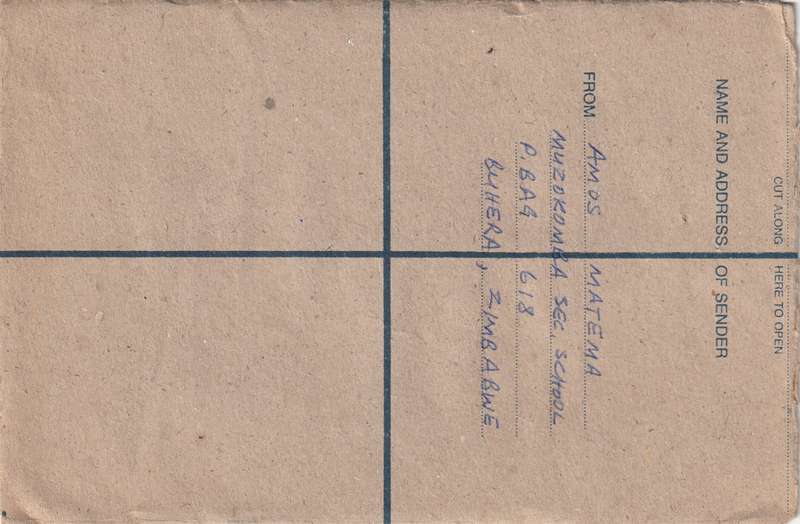 CUT ALONG HERE TO OPEN
NAME AND ADDRESS OF SENDER
FROM AMOS MATEMA
MUZOKOMBA SEC. SCHOOL
P. BAG 618
BUHERA, ZIMBABWE